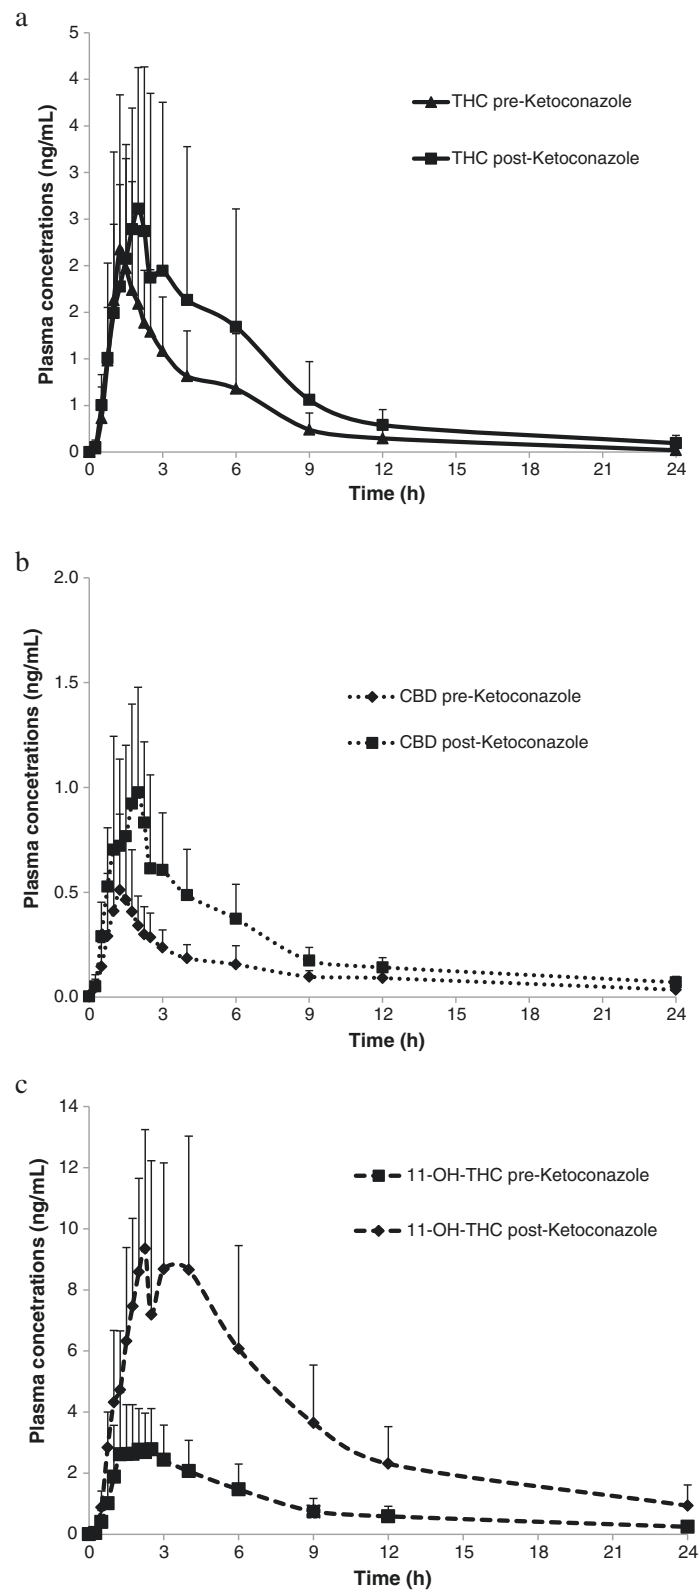 a
5
4
4
3
3
2
2
1
1
0
Plasma concetrations (ng/mL)
THC pre-Ketoconazole
THC post-Ketoconazole
0 3 6 9 12 15 18 21 24
Time (h)
b
2.0
1.5
1.0
0.5
0.0
Plasma concetrations (ng/mL)
CBD pre-Ketoconazole
CBD post-Ketoconazole
0 3 6 9 12 15 18 21 24
Time (h)
c
14
12
10
8
6
4
2
0
Plasma concetrations (ng/mL)
11-OH-THC pre-Ketoconazole
11-OH-THC post-Ketoconazole
0 3 6 9 12 15 18 21 24
Time (h)